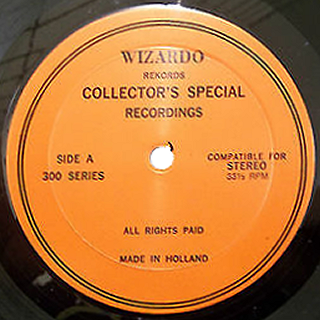 WIZARDO
REKORDS
COLLECTOR'S SPECIAL
RECORDINGS
SIDE A
300 SERIES
COMPATIBLE FOR
STEREO
33⅓ RPM
ALL RIGHTS PAID
MADE IN HOLLAND